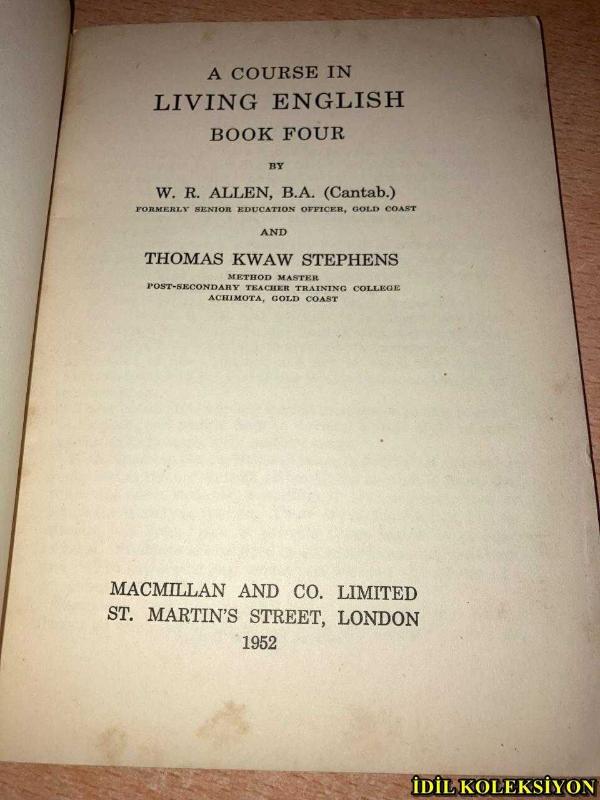 A COURSE IN
LIVING ENGLISH
BOOK FOUR
BY
W. R. ALLEN, B.A. (Cantab.)
FORMERLY SENIOR EDUCATION OFFICER, GOLD COAST
AND
THOMAS KWAW STEPHENS
METHOD MASTER
POST-SECONDARY TEACHER TRAINING COLLEGE
ACHIMOTA, GOLD COAST
MACMILLAN AND CO. LIMITED
ST. MARTIN'S STREET, LONDON
1952
İDİL KOLEKSİYON